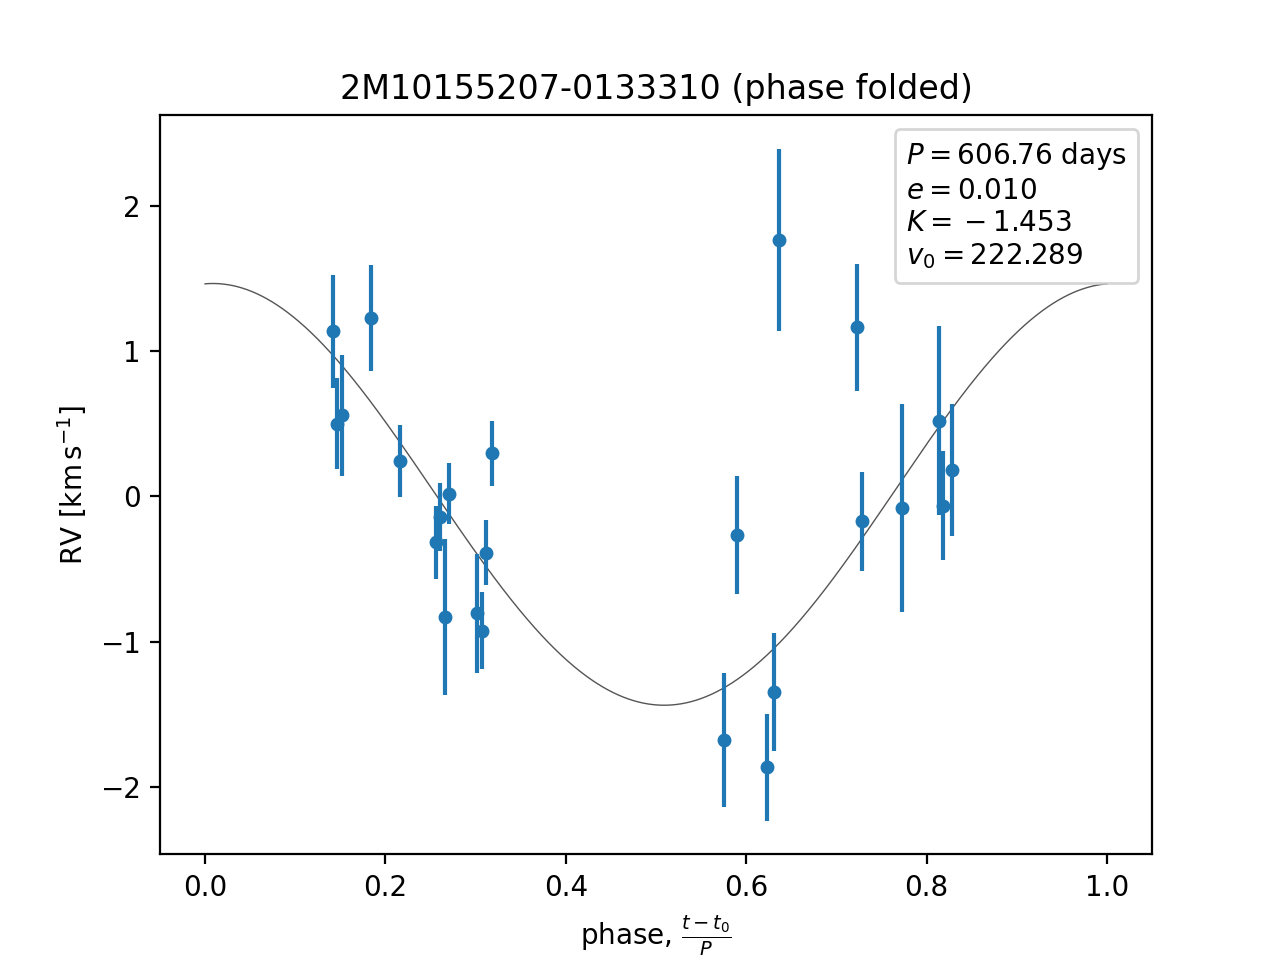 2M10155207-0133310 (phase folded)
P = 606.76 days
e = 0.010
K = −1.453
v₀ = 222.289
RV [km s⁻¹]
2
1
0
−1
−2
0.0 0.2 0.4 0.6 0.8 1.0
phase, (t − t₀)/P